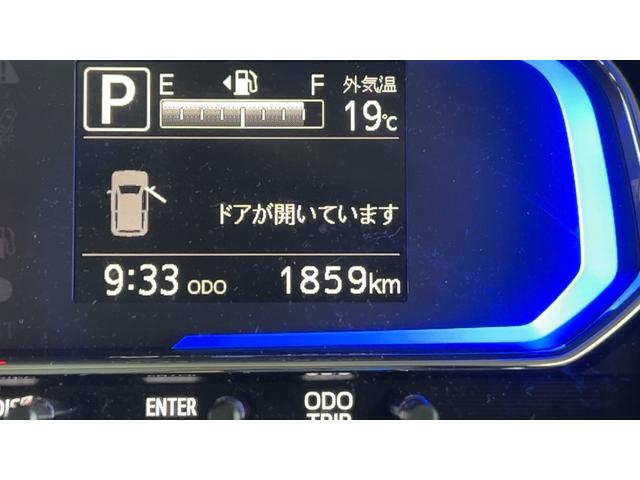 P E F 外気温
19℃
ドアが開いています
9:33 ODO 1859km
ENTER ODO
TRIP